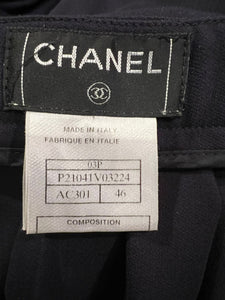 CHANEL
MADE IN ITALY
FABRIQUE EN ITALIE
03P
P21041V03224
AC301 46
COMPOSITION